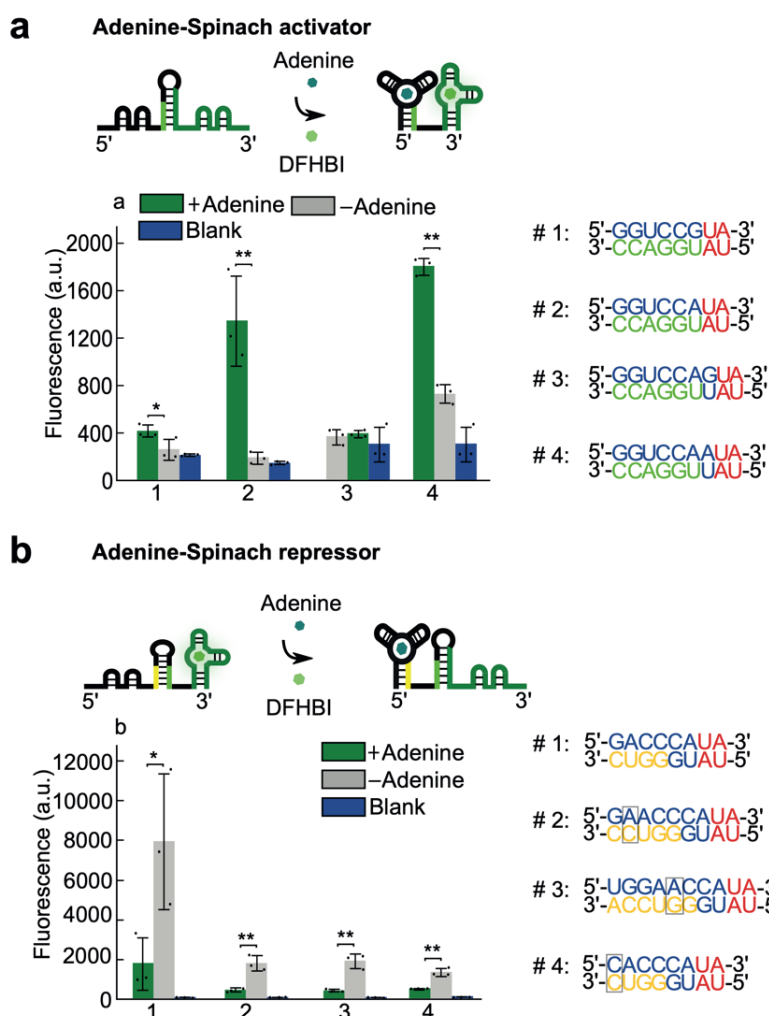 a Adenine-Spinach activator
Adenine
5' 3'
DFHBI
5' 3'
a
+Adenine −Adenine
Blank
Fluorescence (a.u.)
2000
1600
1200
800
400
0
* ** **
1 2 3 4
# 1: 5'-GGUCCGUA-3'
3'-CCAGGUAU-5'
# 2: 5'-GGUCCAUA-3'
3'-CCAGGUAU-5'
# 3: 5'-GGUCCAGUA-3'
3'-CCAGGUUAU-5'
# 4: 5'-GGUCCAAUA-3'
3'-CCAGGUUAU-5'
b Adenine-Spinach repressor
Adenine
5' 3'
DFHBI
5' 3'
b
+Adenine
−Adenine
Blank
Fluorescence (a.u.)
12000
10000
8000
6000
4000
2000
0
* ** ** **
1 2 3 4
# 1: 5'-GACCCAUA-3'
3'-CUGGGUAU-5'
# 2: 5'-GAACCCAUA-3'
3'-CCUGGGUAU-5'
# 3: 5'-UGGAACCAUA-3
3'-ACCUGGGUAU-5
# 4: 5'-CACCCAUA-3'
3'-CUGGGUAU-5'